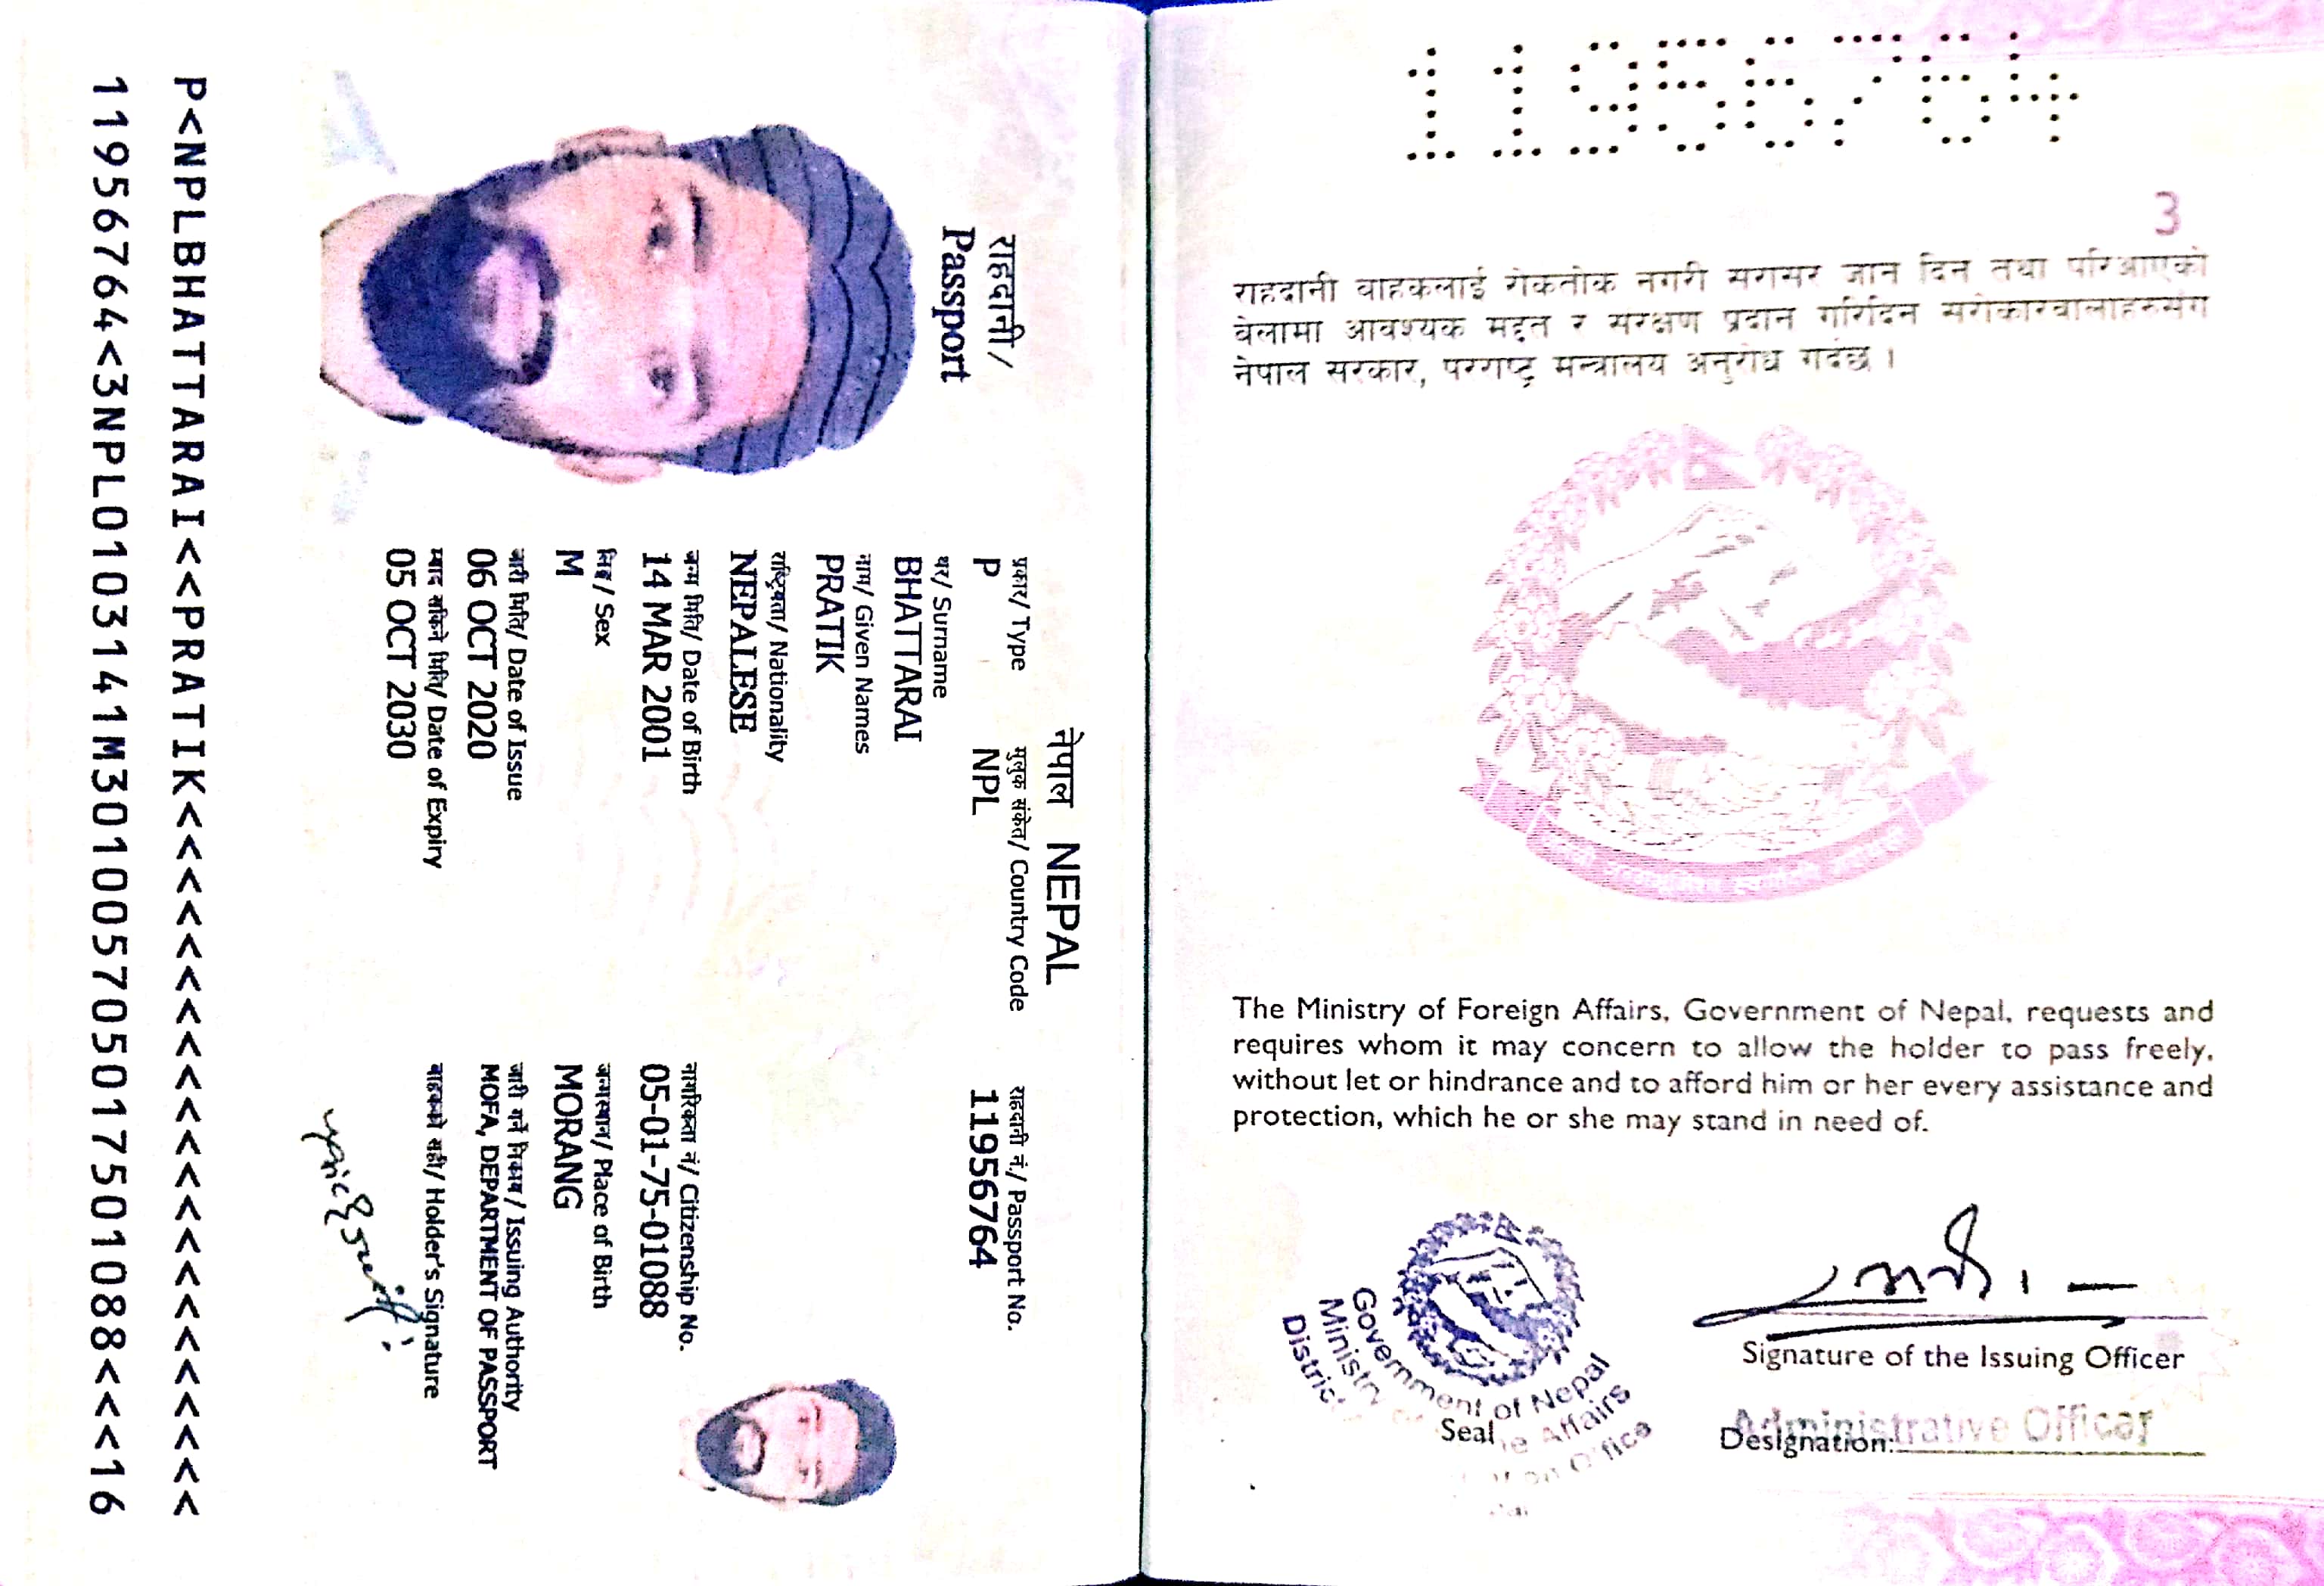 राहदानी/
Passport
नेपाल NEPAL
प्रकार/ Type
P
मुलुक संकेत/ Country Code
NPL
राहदानी नं./ Passport No.
11956764
थर/ Surname
BHATTARAI
नाम/ Given Names
PRATIK
राष्ट्रियता/ Nationality
NEPALESE
जन्म मिति/ Date of Birth
14 MAR 2001
नागरिकता नं/ Citizenship No.
05-01-75-01088
लिङ्ग/ Sex
M
जन्मस्थान/ Place of Birth
MORANG
जारी मिति/ Date of Issue
06 OCT 2020
जारी गर्ने निकाय/ Issuing Authority
MOFA, DEPARTMENT OF PASSPORT
म्याद सकिने मिति/ Date of Expiry
05 OCT 2030
वाहकको सही/ Holder's Signature
P<NPLBHATTARAI<<PRATIK<<<<<<<<<<<<<<<<<<<<<<
11956764<3NPL0103141M30100570501750108 8<<<16
11956764
3
राहदानी वाहकलाई रोकतोक नगरी सरासर जान दिन तथा परिआएको
बेलामा आवश्यक मद्दत र संरक्षण प्रदान गरिदिन सरोकारवालाहरुसंग
नेपाल सरकार, परराष्ट्र मन्त्रालय अनुरोध गर्दछ ।
The Ministry of Foreign Affairs, Government of Nepal, requests and
requires whom it may concern to allow the holder to pass freely,
without let or hindrance and to afford him or her every assistance and
protection, which he or she may stand in need of.
Government of Nepal
Ministry Affairs
District Office
Seal
Signature of the Issuing Officer
Administrative Officer
Designation: